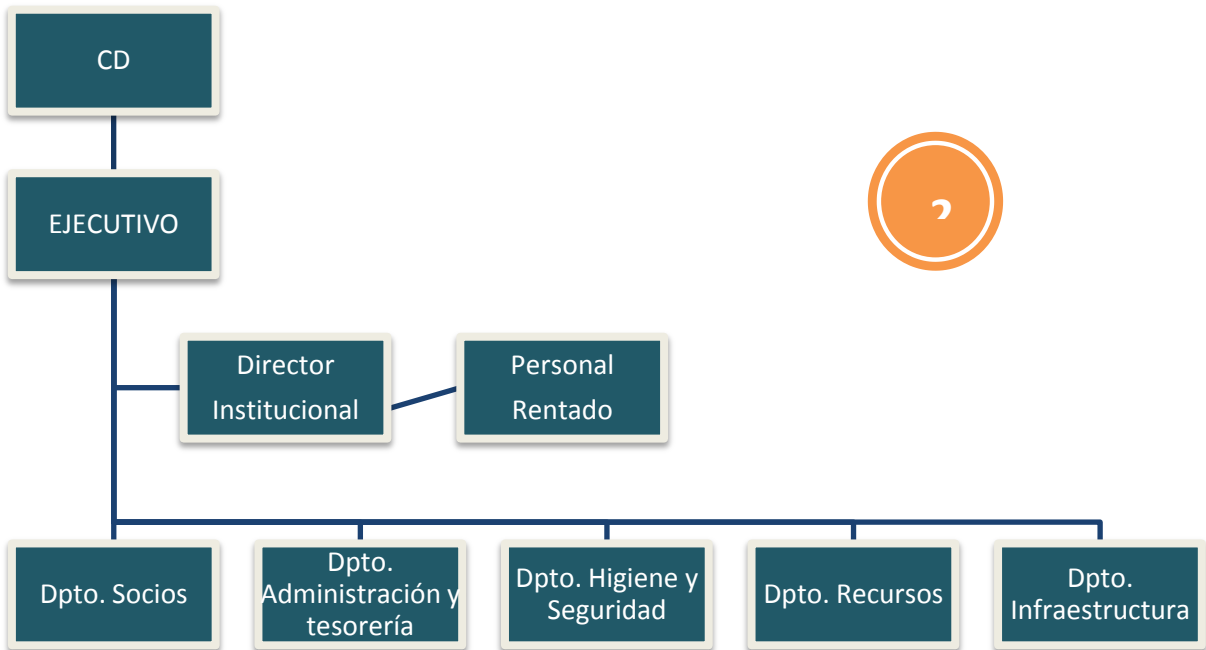 CD
EJECUTIVO
Director
Institucional
Personal
Rentado
Dpto. Socios
Dpto.
Administración y
tesorería
Dpto. Higiene y
Seguridad
Dpto. Recursos
Dpto.
Infraestructura